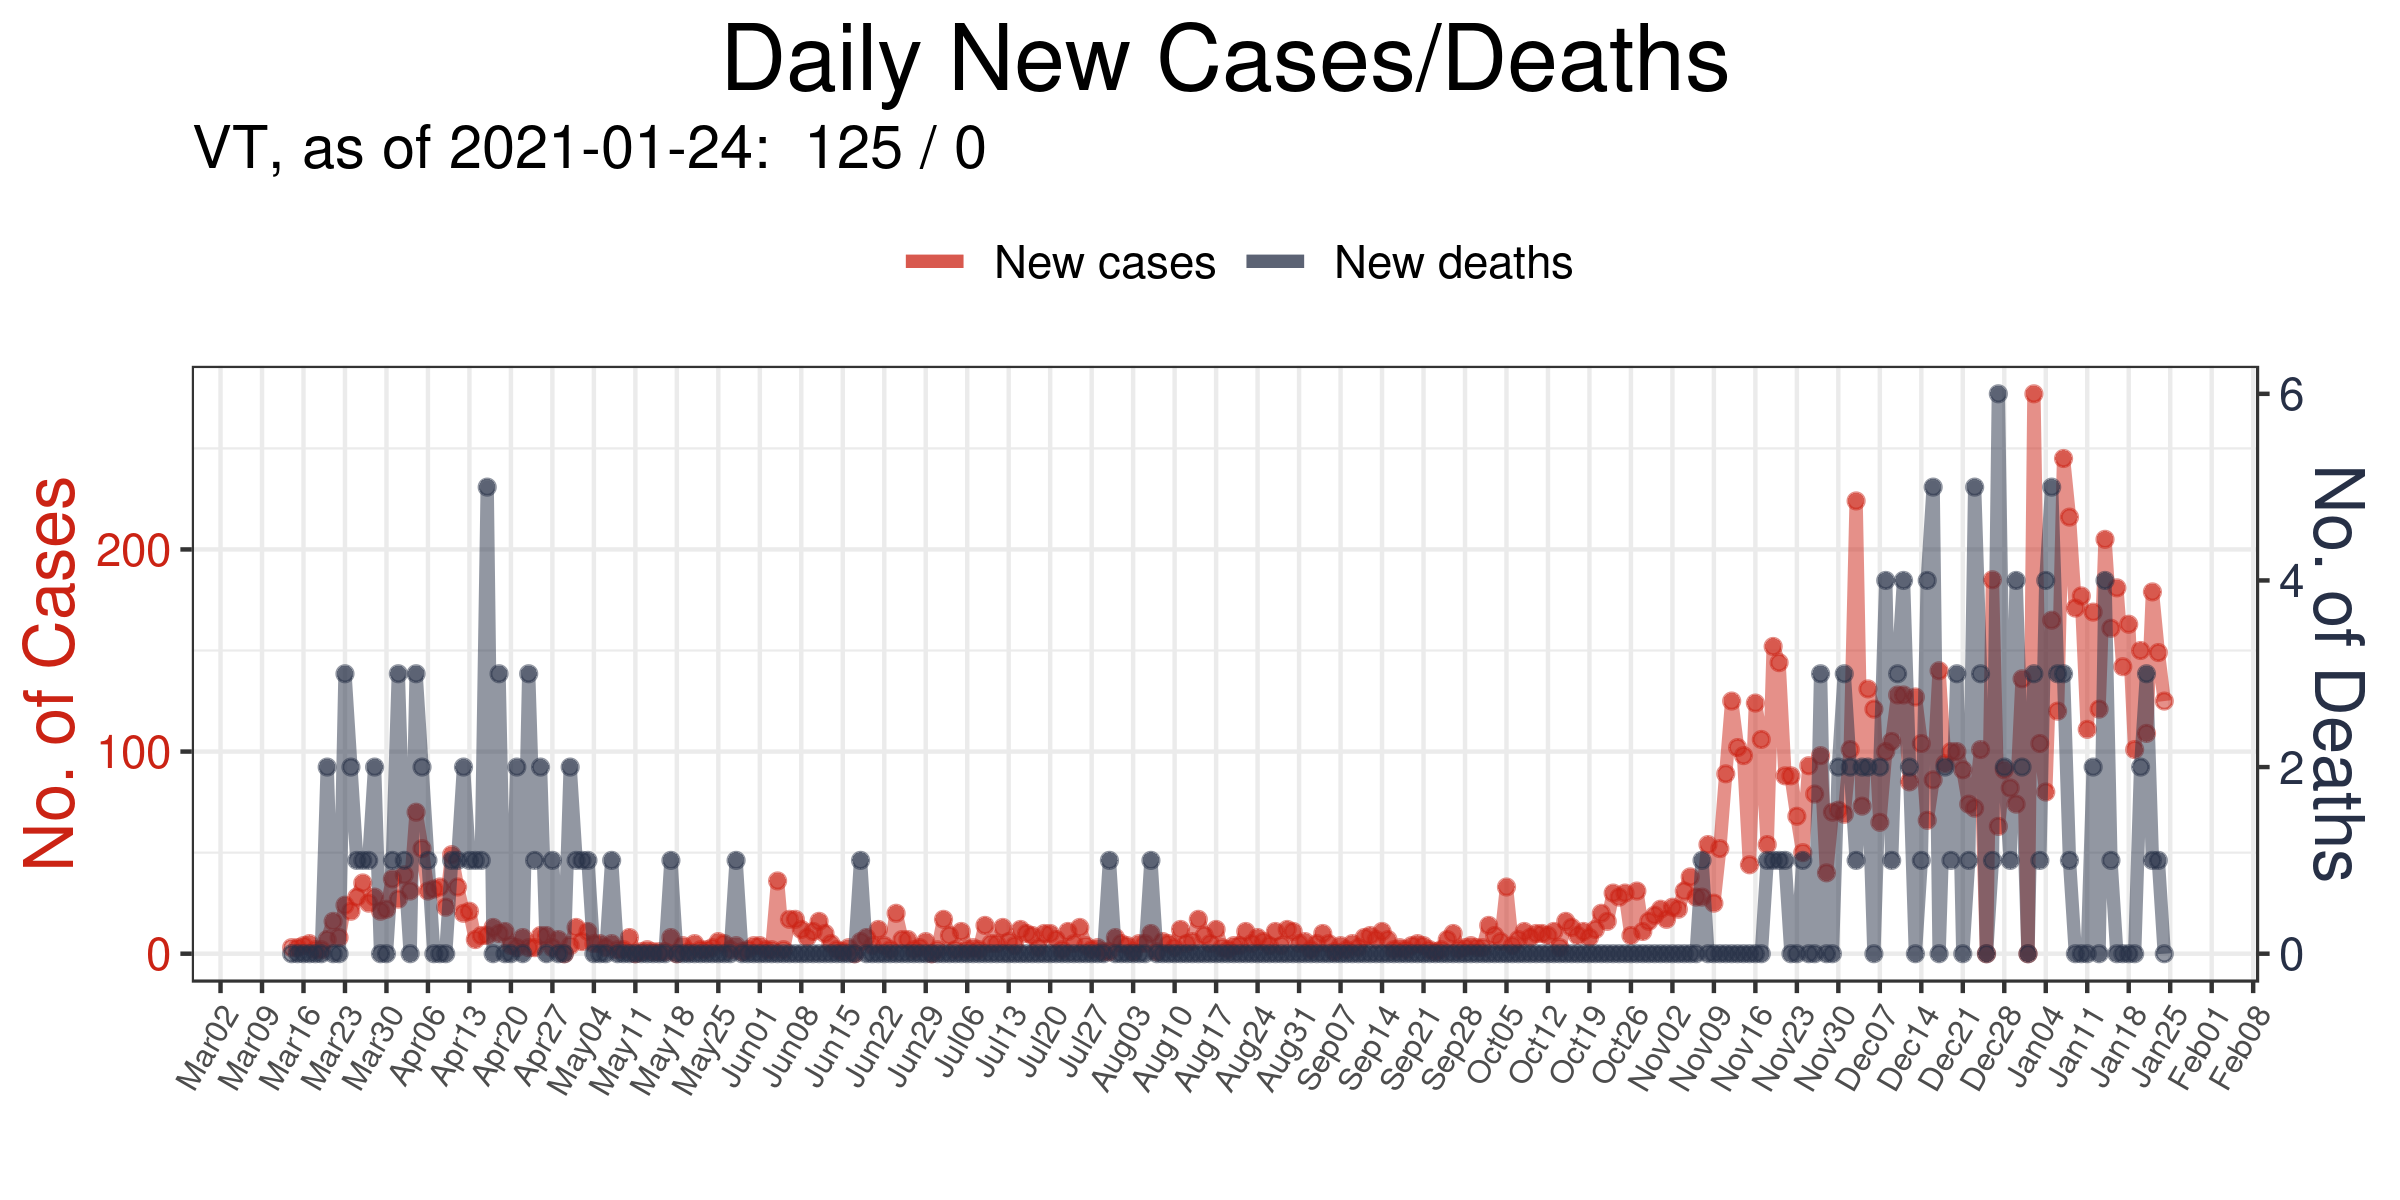 Daily New Cases/Deaths
VT, as of 2021-01-24:  125 / 0
New cases New deaths
No. of Cases
200
100
0
No. of Deaths
6
4
2
0
Mar02 Mar09 Mar16 Mar23 Mar30 Apr06 Apr13 Apr20 Apr27 May04 May11 May18 May25 Jun01 Jun08 Jun15 Jun22 Jun29 Jul06 Jul13 Jul20 Jul27 Aug03 Aug10 Aug17 Aug24 Aug31 Sep07 Sep14 Sep21 Sep28 Oct05 Oct12 Oct19 Oct26 Nov02 Nov09 Nov16 Nov23 Nov30 Dec07 Dec14 Dec21 Dec28 Jan04 Jan11 Jan18 Jan25 Feb01 Feb08